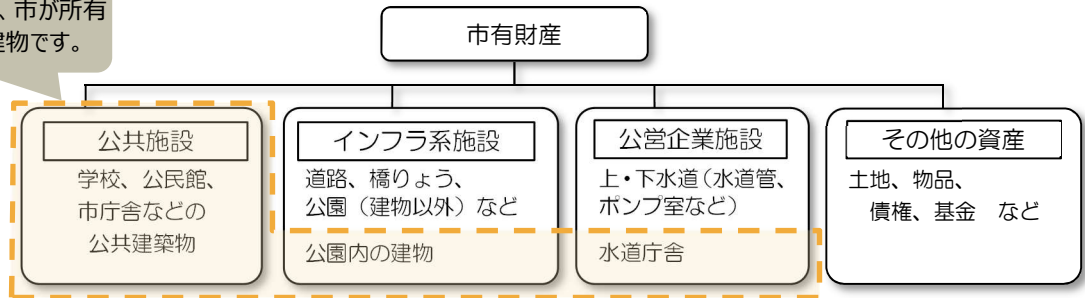 、市が所有
建物です。
市有財産
公共施設
学校、公民館、
市庁舎などの
公共建築物
インフラ系施設
道路、橋りょう、
公園（建物以外）など
公園内の建物
公営企業施設
上・下水道（水道管、
ポンプ室など）
水道庁舎
その他の資産
土地、物品、
債権、基金　など